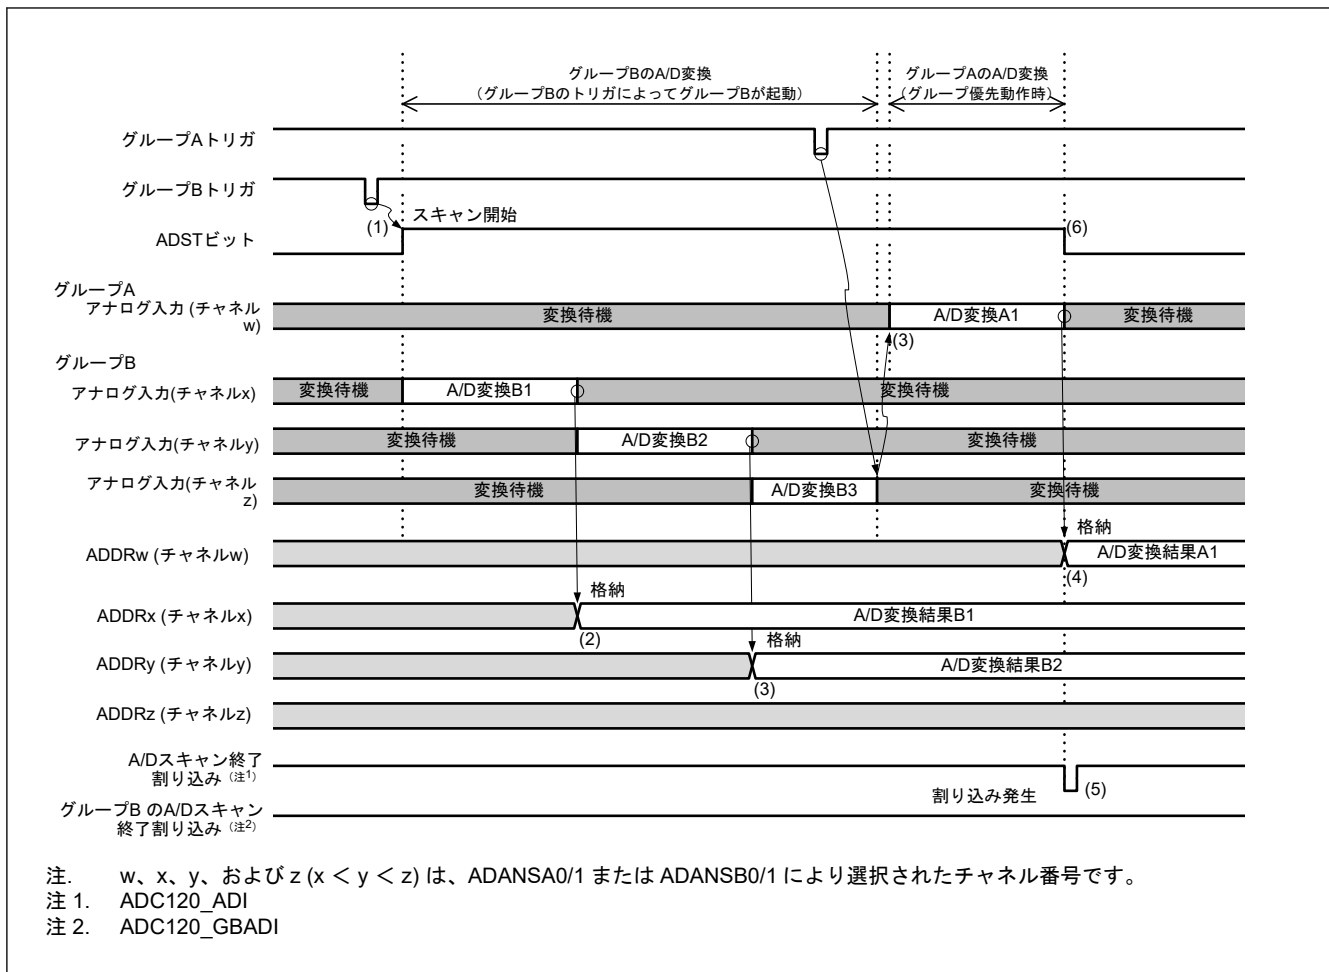 グループBのA/D変換
（グループBのトリガによってグループBが起動）
グループAのA/D変換
（グループ優先動作時）
グループAトリガ
グループBトリガ
(1)
スキャン開始
(6)
ADSTビット
グループA
アナログ入力 (チャネル
w)
変換待機
A/D変換A1
変換待機
(3)
グループB
アナログ入力(チャネルx)
変換待機
A/D変換B1
変換待機
アナログ入力(チャネルy)
変換待機
A/D変換B2
変換待機
アナログ入力(チャネル
z)
変換待機
A/D変換B3
変換待機
格納
ADDRw (チャネルw)
A/D変換結果A1
(4)
格納
ADDRx (チャネルx)
A/D変換結果B1
(2)
格納
ADDRy (チャネルy)
A/D変換結果B2
(3)
ADDRz (チャネルz)
A/Dスキャン終了
割り込み（注1）
割り込み発生
(5)
グループB のA/Dスキャン
終了割り込み（注2）
注. w、x、y、および z (x ＜ y ＜ z) は、ADANSA0/1 または ADANSB0/1 により選択されたチャネル番号です。
注 1. ADC120_ADI
注 2. ADC120_GBADI